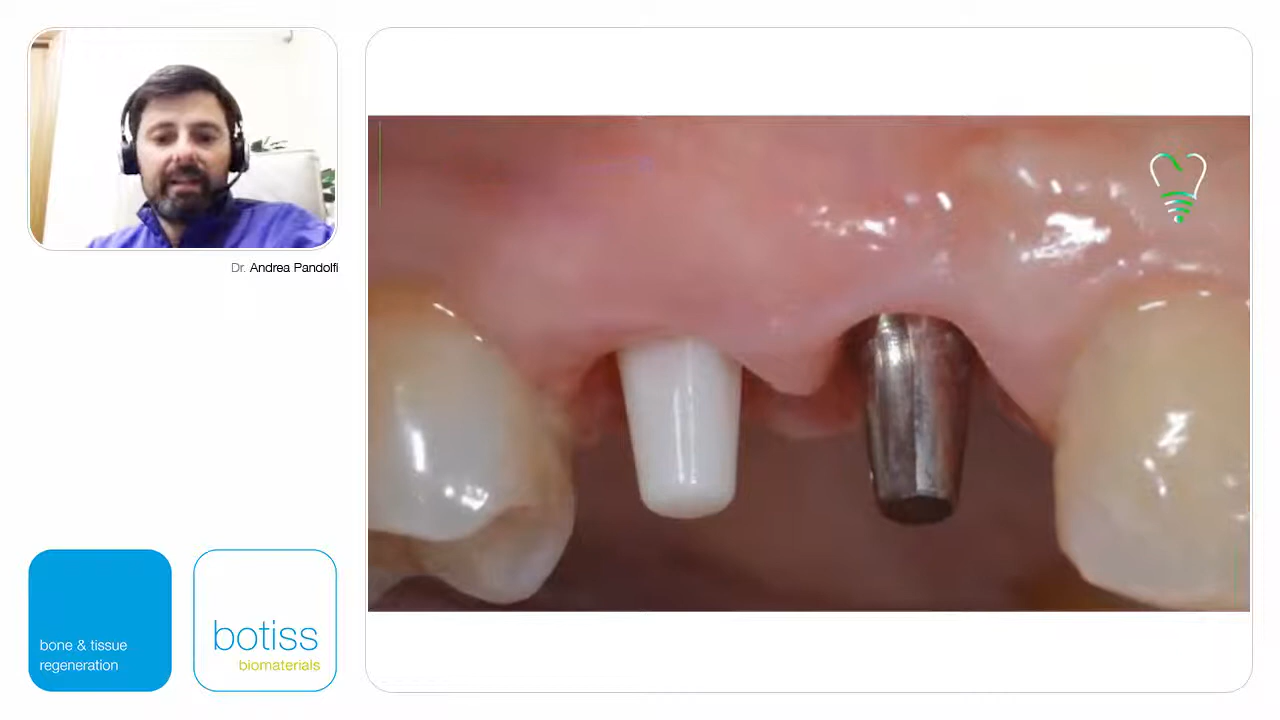 Dr. Andrea Pandolfi
bone & tissue
regeneration
botiss
biomaterials